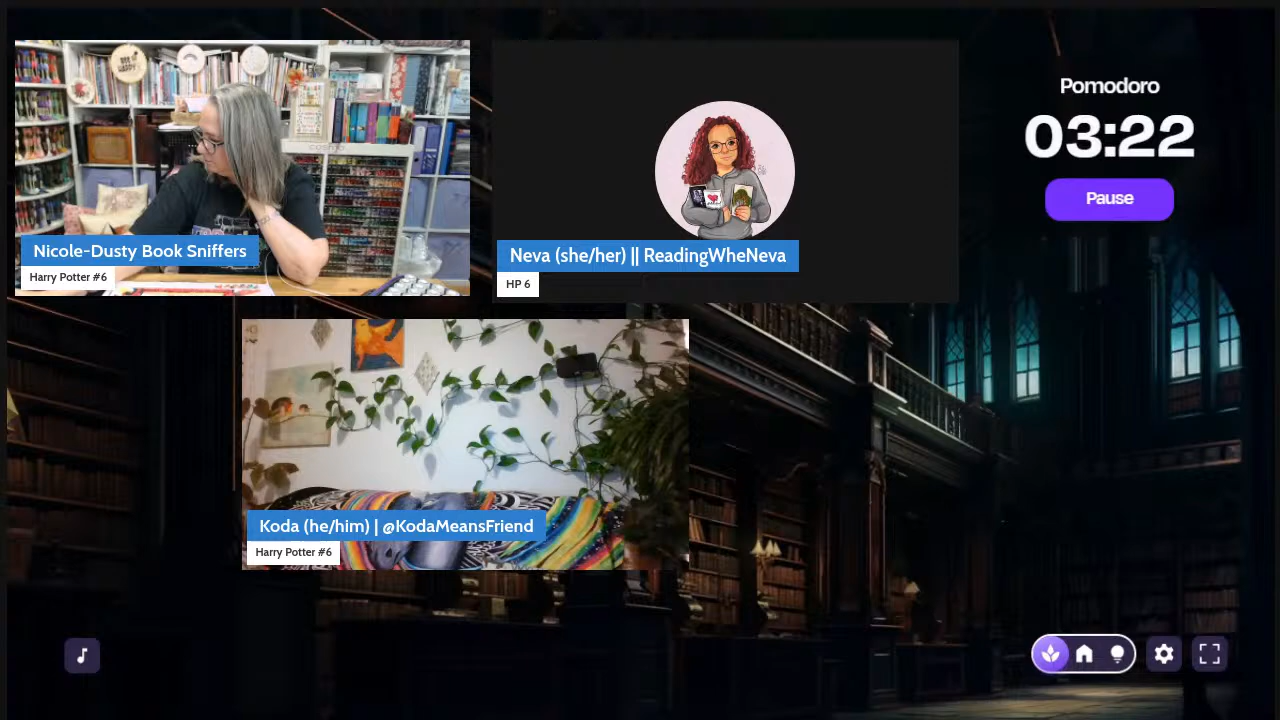 Pomodoro
03:22
Pause
Nicole-Dusty Book Sniffers
Harry Potter #6
Neva (she/her) || ReadingWheNeva
HP 6
Koda (he/him) | @KodaMeansFriend
Harry Potter #6